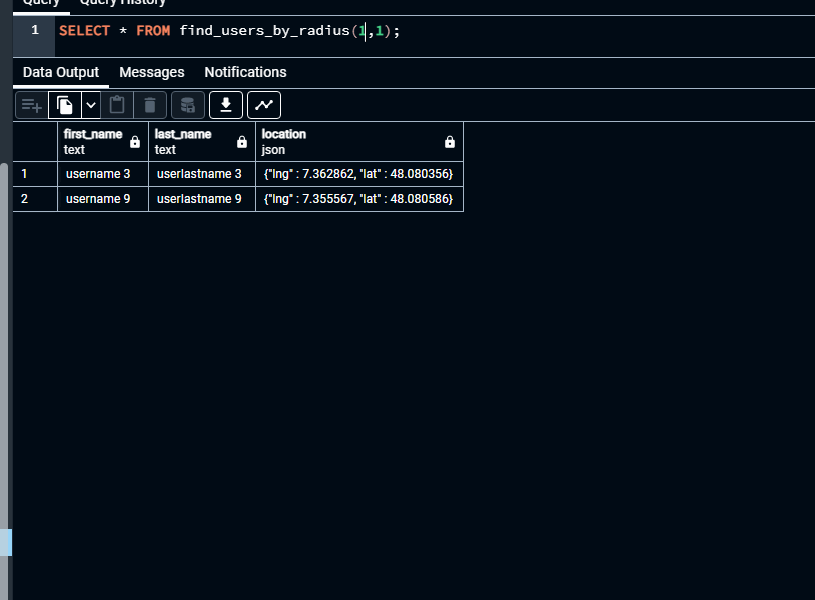 Query Query History
1 SELECT * FROM find_users_by_radius(1,1);
Data Output Messages Notifications
first_name last_name location
text text json
1 username 3 userlastname 3 {"lng" : 7.362862, "lat" : 48.080356}
2 username 9 userlastname 9 {"lng" : 7.355567, "lat" : 48.080586}